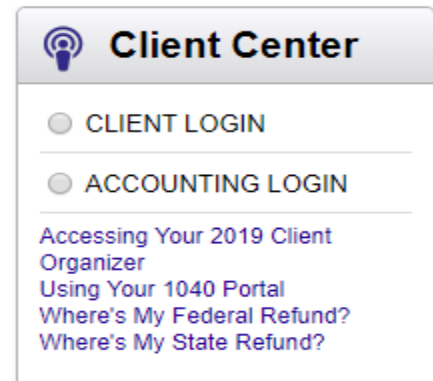 Client Center
CLIENT LOGIN
ACCOUNTING LOGIN
Accessing Your 2019 Client
Organizer
Using Your 1040 Portal
Where's My Federal Refund?
Where's My State Refund?